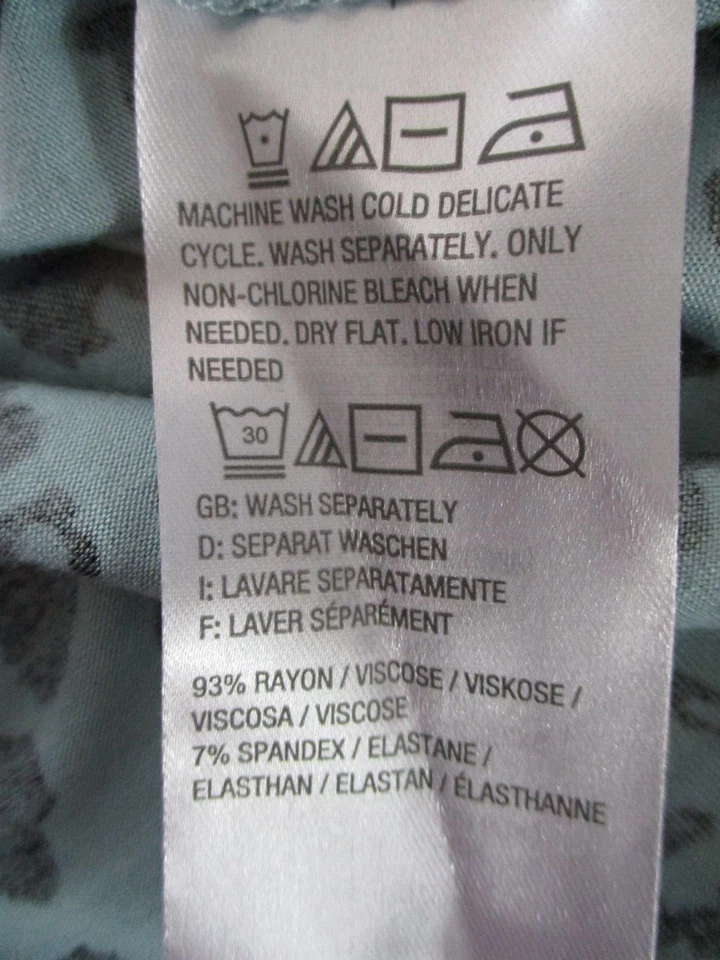 MACHINE WASH COLD DELICATE
CYCLE. WASH SEPARATELY. ONLY
NON-CHLORINE BLEACH WHEN
NEEDED. DRY FLAT. LOW IRON IF
NEEDED
30
GB: WASH SEPARATELY
D: SEPARAT WASCHEN
I: LAVARE SEPARATAMENTE
F: LAVER SÉPARÉMENT
93% RAYON / VISCOSE / VISKOSE /
VISCOSA / VISCOSE
7% SPANDEX / ELASTANE /
ELASTHAN / ELASTAN / ÉLASTHANNE